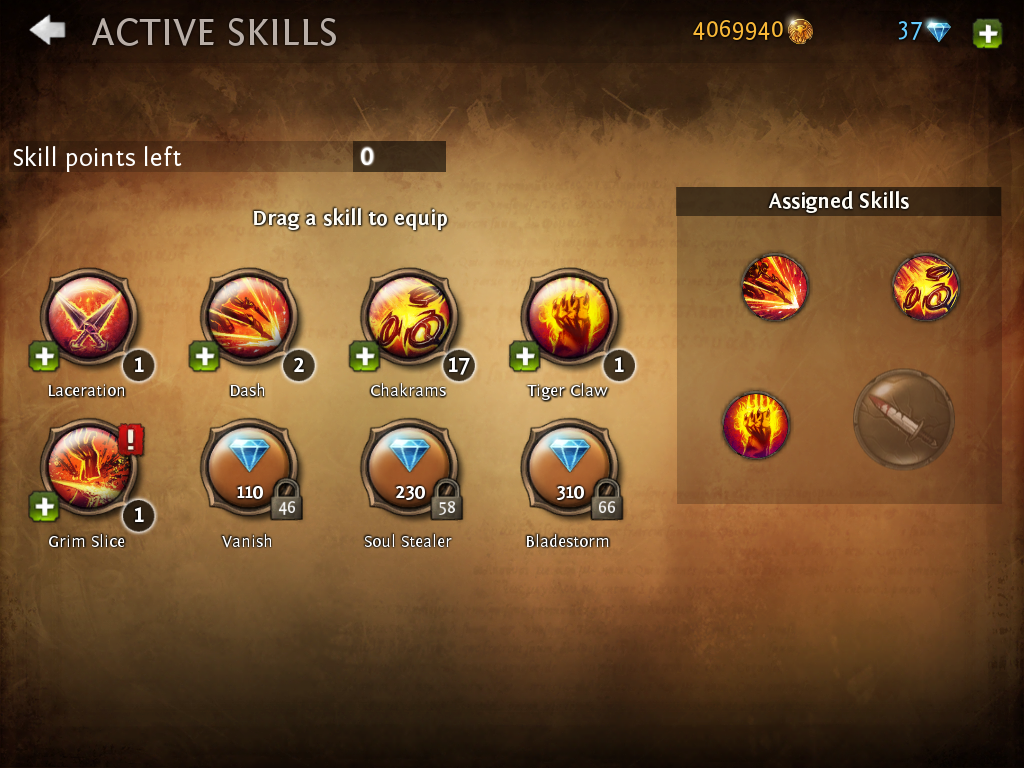 ACTIVE SKILLS
4069940
37
Skill points left 0
Drag a skill to equip
Assigned Skills
1 2 17 1
Laceration Dash Chakrams Tiger Claw
!
1
110 46
230 58
310 66
Grim Slice Vanish Soul Stealer Bladestorm